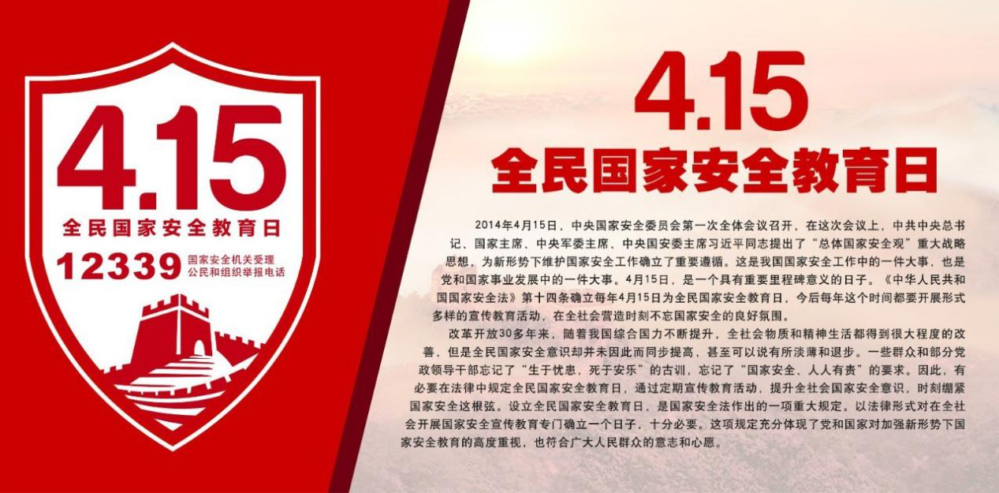 4.15
全民国家安全教育日
12339 国家安全机关受理
公民和组织举报电话
4.15
全民国家安全教育日
2014年4月15日，中央国家安全委员会第一次全体会议召开，在这次会议上，中共中央总书
记、国家主席、中央军委主席、中央国安委主席习近平同志提出了“总体国家安全观”重大战略
思想，为新形势下维护国家安全工作确立了重要遵循。这是我国国家安全工作中的一件大事，也是
党和国家事业发展中的一件大事。4月15日，是一个具有重要里程碑意义的日子。《中华人民共和
国国家安全法》第十四条确立每年4月15日为全民国家安全教育日，今后每年这个时间都要开展形式
多样的宣传教育活动，在全社会营造时刻不忘国家安全的良好氛围。
改革开放30多年来，随着我国综合国力不断提升，全社会物质和精神生活都得到很大程度的改
善，但是全民国家安全意识却并未因此而同步提高，甚至可以说有所淡薄和退步。一些群众和部分党
政领导干部忘记了“生于忧患，死于安乐”的古训，忘记了“国家安全、人人有责”的要求。因此，有
必要在法律中规定全民国家安全教育日，通过定期宣传教育活动，提升全社会国家安全意识，时刻绷紧
国家安全这根弦。设立全民国家安全教育日，是国家安全法作出的一项重大规定。以法律形式对在全社
会开展国家安全宣传教育专门确立一个日子，十分必要。这项规定充分体现了党和国家对加强新形势下国
家安全教育的高度重视，也符合广大人民群众的意志和心愿。